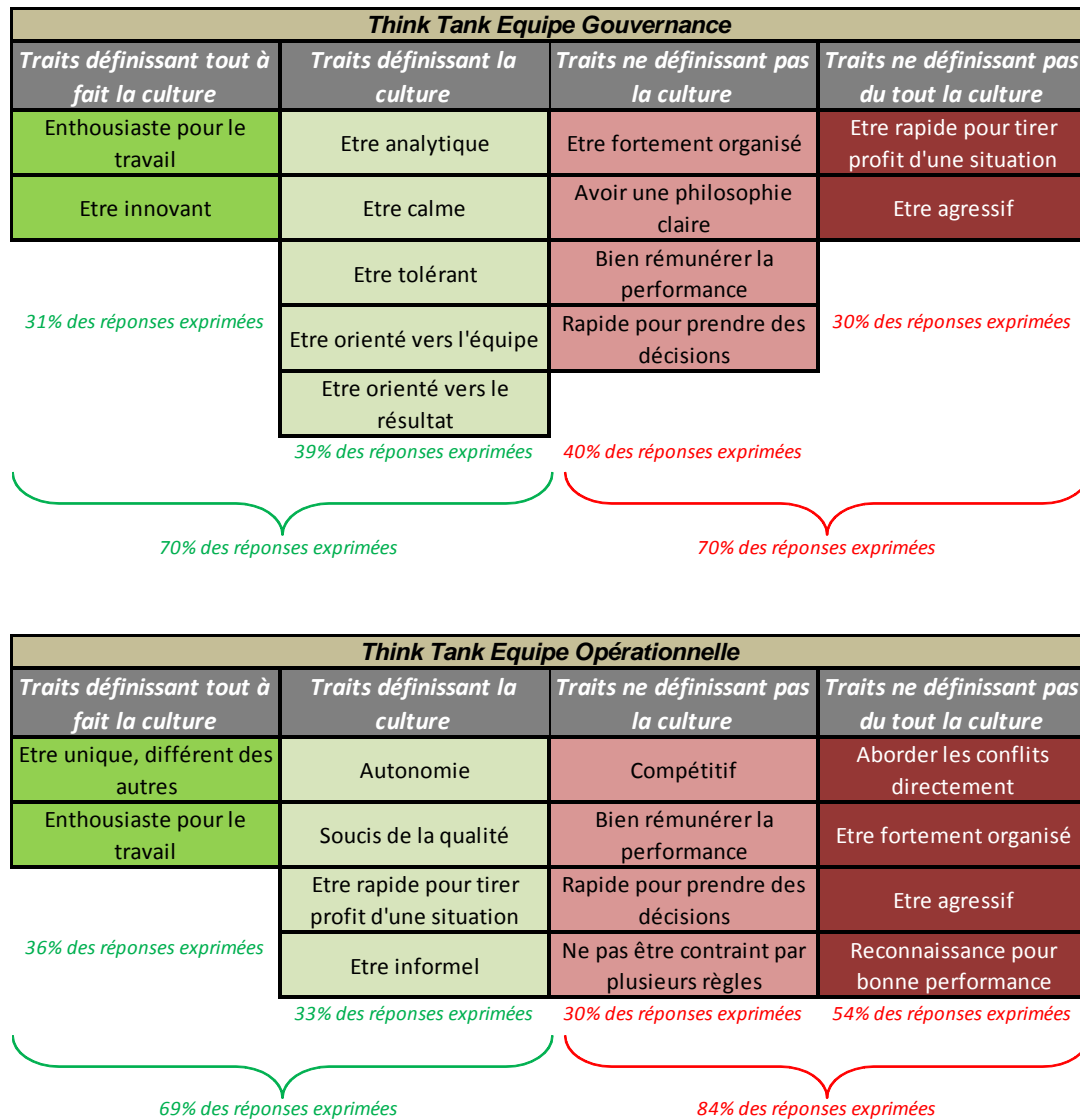 Think Tank Equipe Gouvernance
Traits définissant tout à
fait la culture
Traits définissant la
culture
Traits ne définissant pas
la culture
Traits ne définissant pas
du tout la culture
Enthousiaste pour le
travail
Etre analytique
Etre fortement organisé
Etre rapide pour tirer
profit d'une situation
Etre innovant
Etre calme
Avoir une philosophie
claire
Etre agressif
31% des réponses exprimées
Etre tolérant
Bien rémunérer la
performance
30% des réponses exprimées
Etre orienté vers l'équipe
Rapide pour prendre des
décisions
Etre orienté vers le
résultat
39% des réponses exprimées
40% des réponses exprimées
70% des réponses exprimées
70% des réponses exprimées
Think Tank Equipe Opérationnelle
Traits définissant tout à
fait la culture
Traits définissant la
culture
Traits ne définissant pas
la culture
Traits ne définissant pas
du tout la culture
Etre unique, différent des
autres
Autonomie
Compétitif
Aborder les conflits
directement
Enthousiaste pour le
travail
Soucis de la qualité
Bien rémunérer la
performance
Etre fortement organisé
36% des réponses exprimées
Etre rapide pour tirer
profit d'une situation
Rapide pour prendre des
décisions
Etre agressif
Etre informel
Ne pas être contraint par
plusieurs règles
Reconnaissance pour
bonne performance
33% des réponses exprimées
30% des réponses exprimées
54% des réponses exprimées
69% des réponses exprimées
84% des réponses exprimées